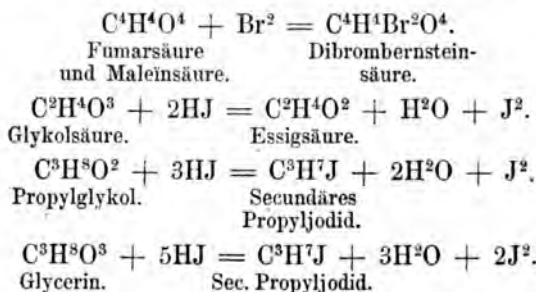 C⁴H⁴O⁴ + Br² = C⁴H⁴Br²O⁴.
Fumarsäure Dibrombernstein-
und Maleïnsäure. säure.
C²H⁴O³ + 2HJ = C²H⁴O² + H²O + J².
Glykolsäure. Essigsäure.
C³H⁸O² + 3HJ = C³H⁷J + 2H²O + J².
Propylglykol. Secundäres
Propyljodid.
C³H⁸O³ + 5HJ = C³H⁷J + 3H²O + 2J².
Glycerin. Sec. Propyljodid.